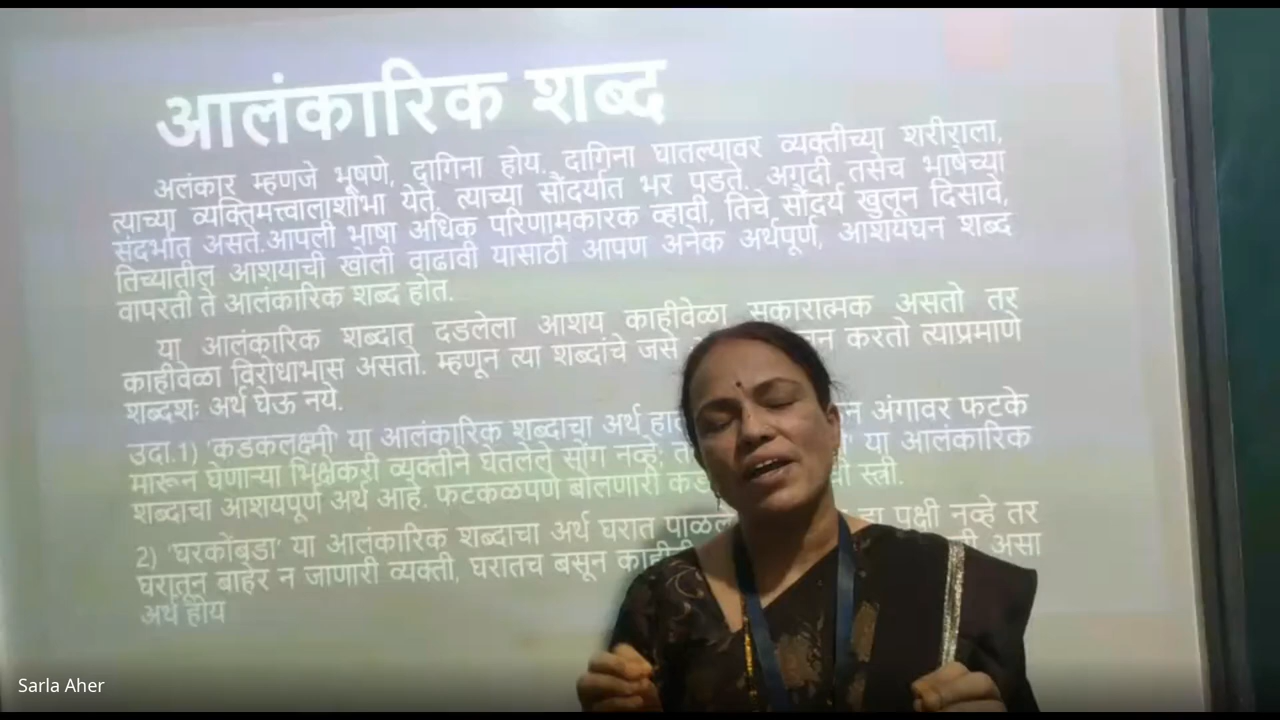 आलंकारिक शब्द
अलंकार म्हणजे भूषणे, दागिना होय. दागिना घातल्यावर व्यक्तीच्या शरीराला,
त्याच्या व्यक्तिमत्त्वालाशोभा येते, त्याच्या सौंदर्यात भर पडते. अगदी तसेच भाषेच्या
संदर्भात असते.आपली भाषा अधिक परिणामकारक व्हावी, तिचे सौंदर्य खुलून दिसावे,
तिच्यातील आशयाची खोली वाढावी यासाठी आपण अनेक अर्थपूर्ण, आशयघन शब्द
वापरतो ते आलंकारिक शब्द होत.
या आलंकारिक शब्दात दडलेला आशय काहीवेळा सकारात्मक असतो तर
काहीवेळा विरोधाभास असतो. म्हणून त्या शब्दांचे जसे करतो त्याप्रमाणे
शब्दशः अर्थ घेऊ नये.
उदा.1) 'कडकलक्ष्मी' या आलंकारिक शब्दाचा अर्थ अंगावर फटके
मारून घेणाऱ्या भिक्षेकरी व्यक्तीने घेतलेले सोंग नव्हे; या आलंकारिक
शब्दाचा आशयपूर्ण अर्थ आहे. फटकळपणे बोलणारी स्त्री.
2) 'घरकोंबडा' या आलंकारिक शब्दाचा अर्थ घरात हा पक्षी नव्हे तर
घरातून बाहेर न जाणारी व्यक्ती, घरातच बसून असा
अर्थ होय
Sarla Aher